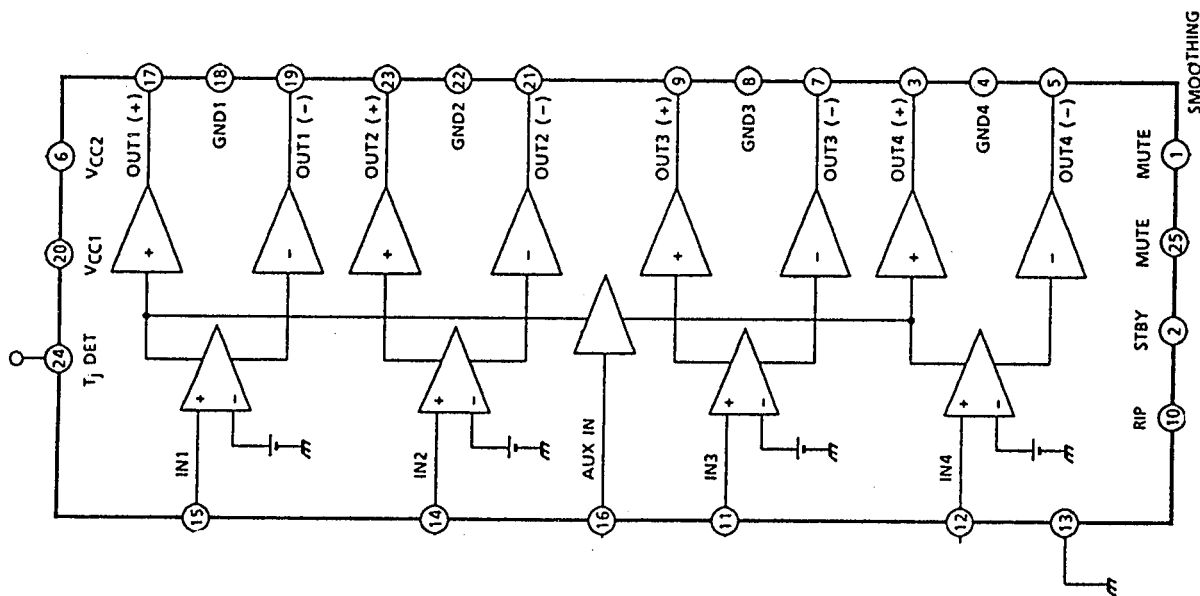 24
20
6
Tj DET
VCC1
VCC2
15
IN1
+
-
+
OUT1 (+)
17
GND1
18
-
OUT1 (-)
19
14
IN2
+
-
+
OUT2 (+)
23
GND2
22
-
OUT2 (-)
21
16
AUX IN
11
IN3
+
-
+
OUT3 (+)
9
GND3
8
-
OUT3 (-)
7
12
IN4
+
-
+
OUT4 (+)
3
GND4
4
-
OUT4 (-)
5
13
RIP
STBY
MUTE
MUTE
10
2
25
1
SMOOTHING